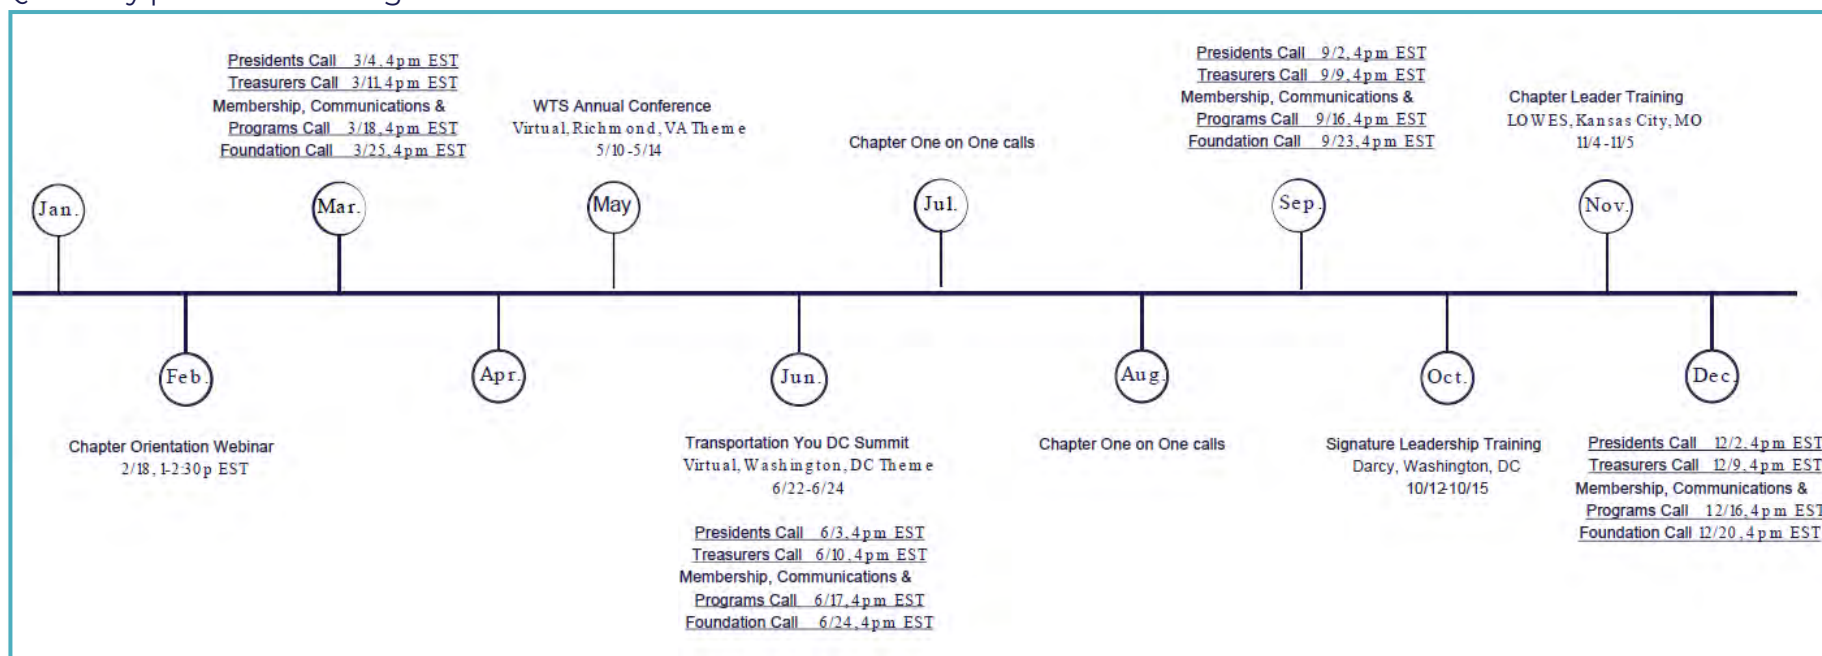 Presidents Call 3/4, 4pm EST
Treasurers Call 3/11, 4pm EST
Membership, Communications &
Programs Call 3/18, 4pm EST
Foundation Call 3/25, 4pm EST
WTS Annual Conference
Virtual, Richmond, VA Theme
5/10-5/14
Chapter One on One calls
Presidents Call 9/2, 4pm EST
Treasurers Call 9/9, 4pm EST
Membership, Communications &
Programs Call 9/16, 4pm EST
Foundation Call 9/23, 4pm EST
Chapter Leader Training
LOWES, Kansas City, MO
11/4-11/5
Jan.
Mar.
May
Jul.
Sep.
Nov.
Feb.
Apr.
Jun.
Aug.
Oct.
Dec.
Chapter Orientation Webinar
2/18, 1-2:30p EST
Transportation You DC Summit
Virtual, Washington, DC Theme
6/22-6/24
Presidents Call 6/3, 4pm EST
Treasurers Call 6/10, 4pm EST
Membership, Communications &
Programs Call 6/17, 4pm EST
Foundation Call 6/24, 4pm EST
Chapter One on One calls
Signature Leadership Training
Darcy, Washington, DC
10/12-10/15
Presidents Call 12/2, 4pm EST
Treasurers Call 12/9, 4pm EST
Membership, Communications &
Programs Call 12/16, 4pm EST
Foundation Call 12/20, 4pm EST